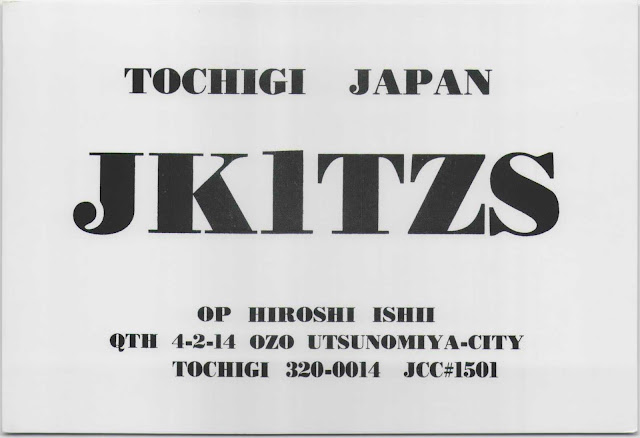 TOCHIGI JAPAN
JK1TZS
OP HIROSHI ISHII
QTH 4-2-14 OZO UTSUNOMIYA-CITY
TOCHIGI 320-0014 JCC#1501